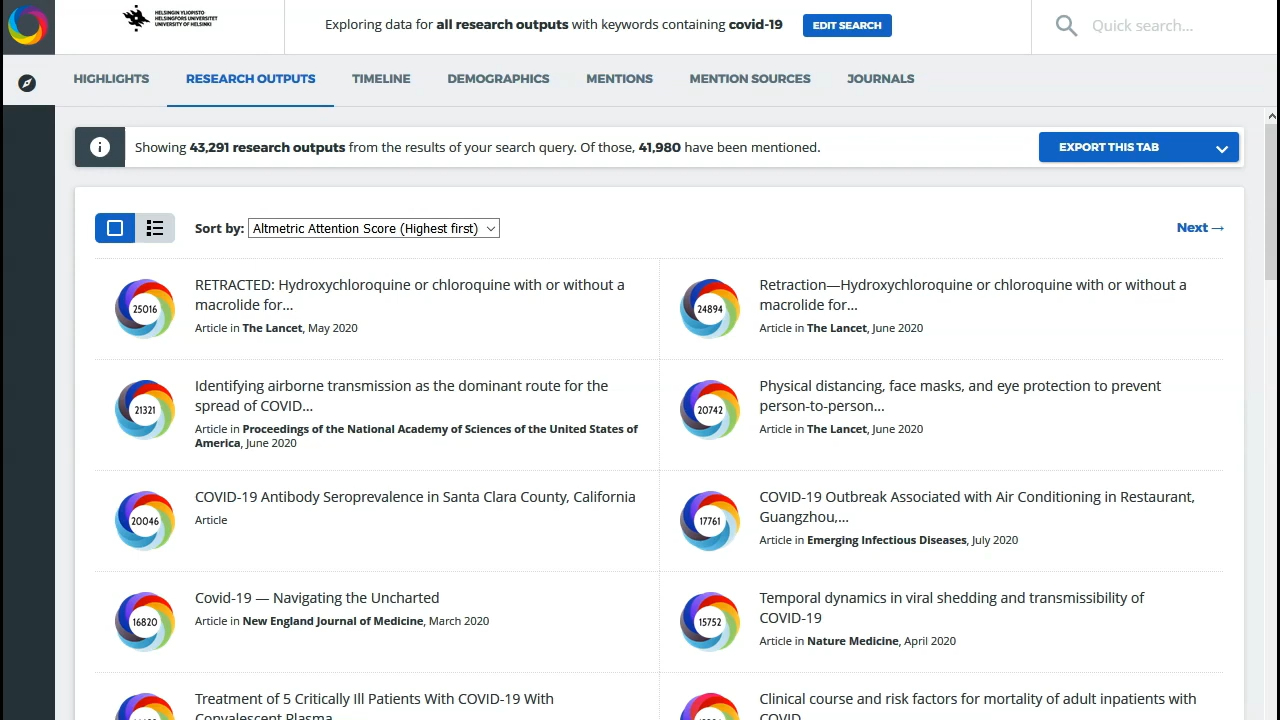 HELSINGIN YLIOPISTO
HELSINGFORS UNIVERSITET
UNIVERSITY OF HELSINKI
Exploring data for all research outputs with keywords containing covid-19
EDIT SEARCH
Quick search...
HIGHLIGHTS
RESEARCH OUTPUTS
TIMELINE
DEMOGRAPHICS
MENTIONS
MENTION SOURCES
JOURNALS
Showing 43,291 research outputs from the results of your search query. Of those, 41,980 have been mentioned.
EXPORT THIS TAB
Sort by: Altmetric Attention Score (Highest first)
Next →
25016
RETRACTED: Hydroxychloroquine or chloroquine with or without a
macrolide for...
Article in The Lancet, May 2020
24894
Retraction—Hydroxychloroquine or chloroquine with or without a
macrolide for...
Article in The Lancet, June 2020
21321
Identifying airborne transmission as the dominant route for the
spread of COVID...
Article in Proceedings of the National Academy of Sciences of the United States of
America, June 2020
20742
Physical distancing, face masks, and eye protection to prevent
person-to-person...
Article in The Lancet, June 2020
20046
COVID-19 Antibody Seroprevalence in Santa Clara County, California
Article
17761
COVID-19 Outbreak Associated with Air Conditioning in Restaurant,
Guangzhou,...
Article in Emerging Infectious Diseases, July 2020
16820
Covid-19 — Navigating the Uncharted
Article in New England Journal of Medicine, March 2020
15752
Temporal dynamics in viral shedding and transmissibility of
COVID-19
Article in Nature Medicine, April 2020
Treatment of 5 Critically Ill Patients With COVID-19 With
Convalescent Plasma
Clinical course and risk factors for mortality of adult inpatients with
COVID